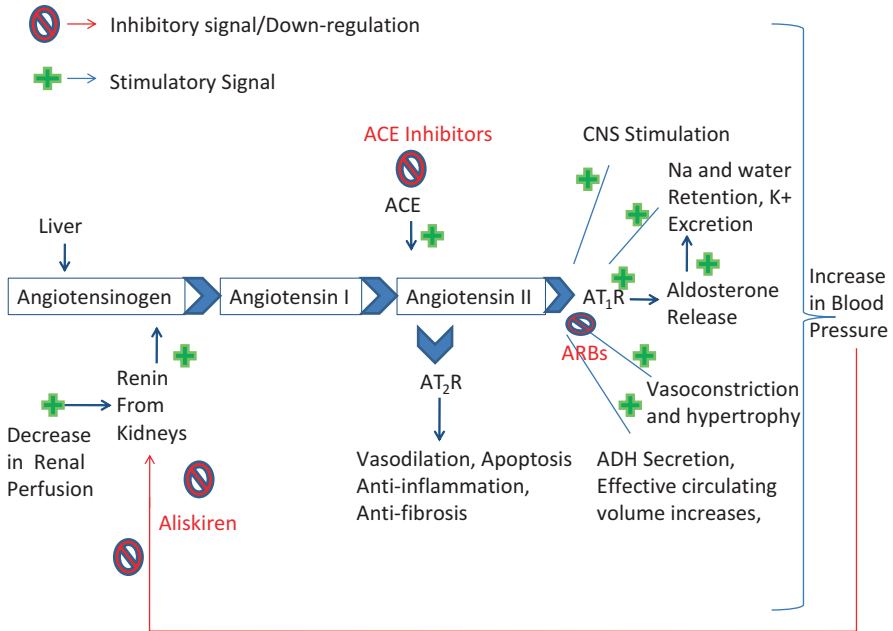 Inhibitory signal/Down-regulation
Stimulatory Signal
ACE Inhibitors
ACE
CNS Stimulation
Na and water
Retention, K+
Excretion
Liver
Angiotensinogen
Angiotensin I
Angiotensin II
AT₁R
Aldosterone
Release
Increase
in Blood
Pressure
ARBs
Renin
From
Kidneys
AT₂R
Vasoconstriction
and hypertrophy
Decrease
in Renal
Perfusion
Vasodilation, Apoptosis
Anti-inflammation,
Anti-fibrosis
ADH Secretion,
Effective circulating
volume increases,
Aliskiren